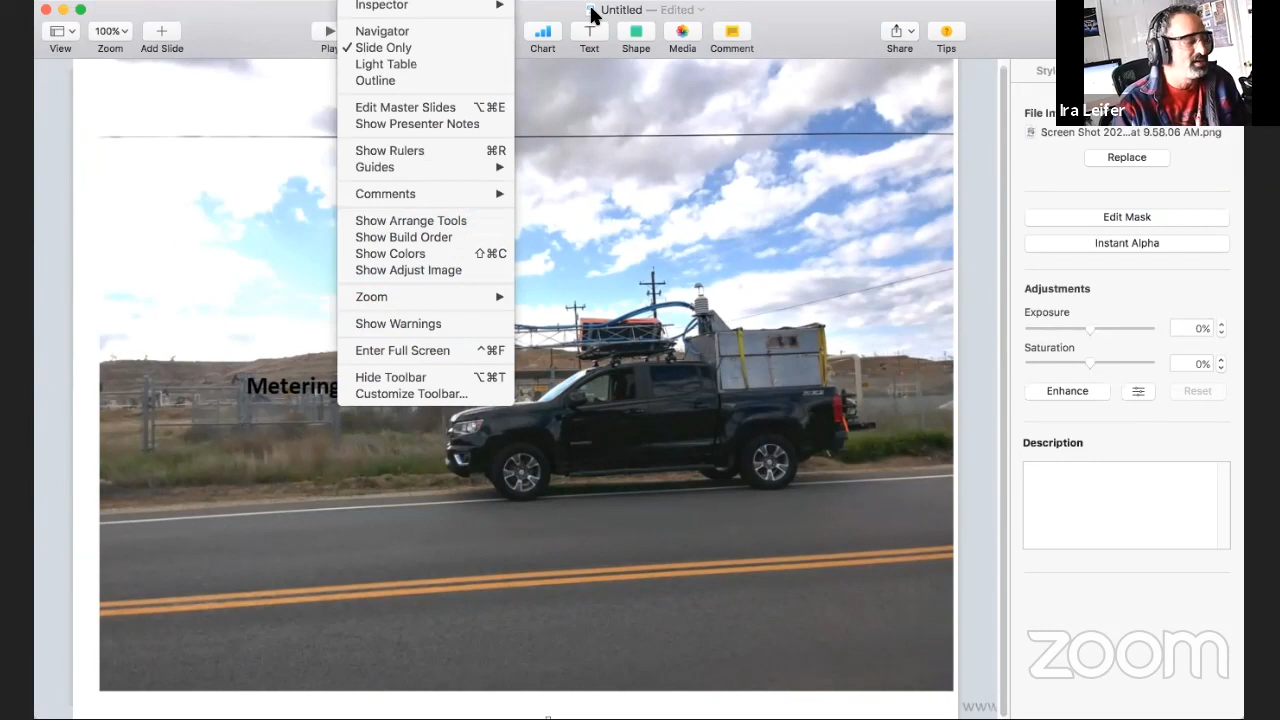 Inspector
Untitled — Edited
100%
View
Zoom
Add Slide
Play
Chart
Text
Shape
Media
Comment
Share
Tips
Navigator
Slide Only
Light Table
Outline
Edit Master Slides ⌥⌘E
Show Presenter Notes
Show Rulers ⌘R
Guides
Comments
Show Arrange Tools
Show Build Order
Show Colors ⇧⌘C
Show Adjust Image
Zoom
Show Warnings
Enter Full Screen ^⌘F
Hide Toolbar ⌥⌘T
Customize Toolbar...
Metering
Ira Leifer
Screen Shot 202...at 9.58.06 AM.png
Replace
Edit Mask
Instant Alpha
Adjustments
Exposure
0%
Saturation
0%
Enhance
Reset
Description
zoom
www